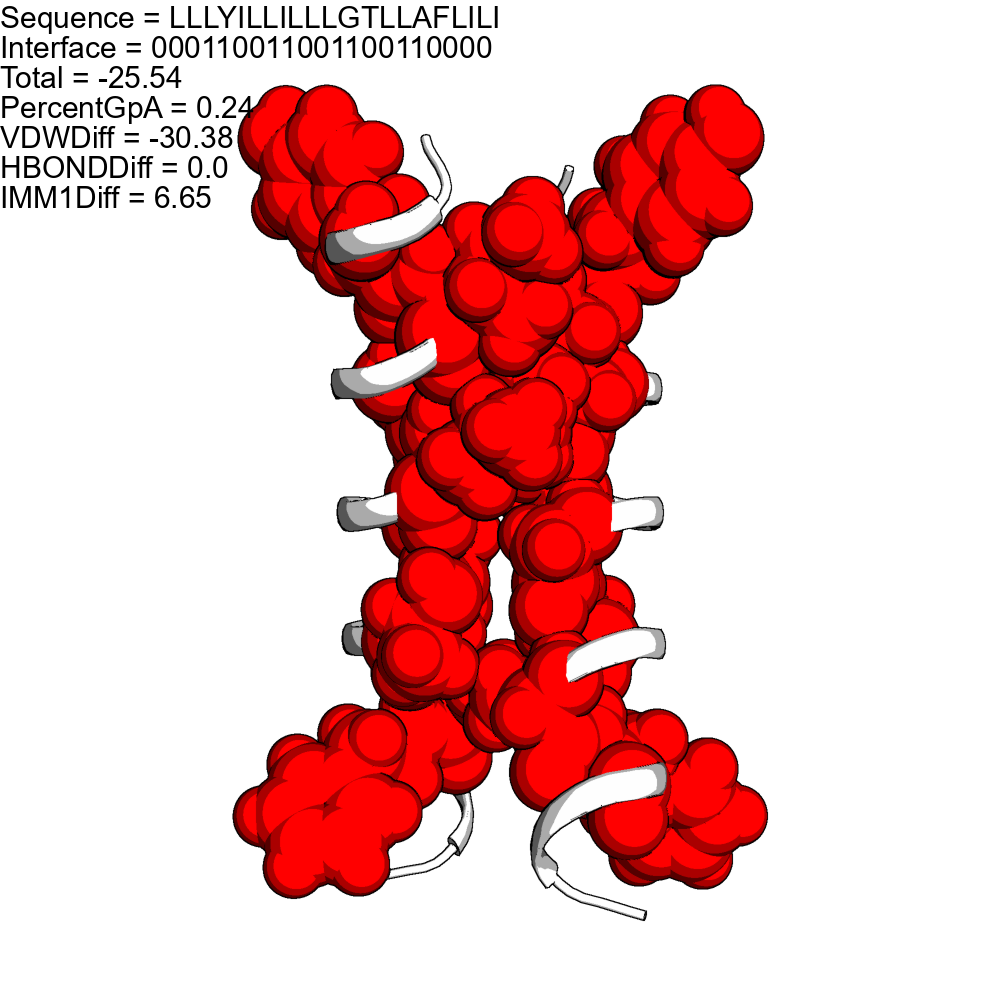 Sequence = LLLYILLILLLGTLLAFLILI
Interface = 000110011001100110000
Total = -25.54
PercentGpA = 0.24
VDWDiff = -30.38
HBONDDiff = 0.0
IMM1Diff = 6.65